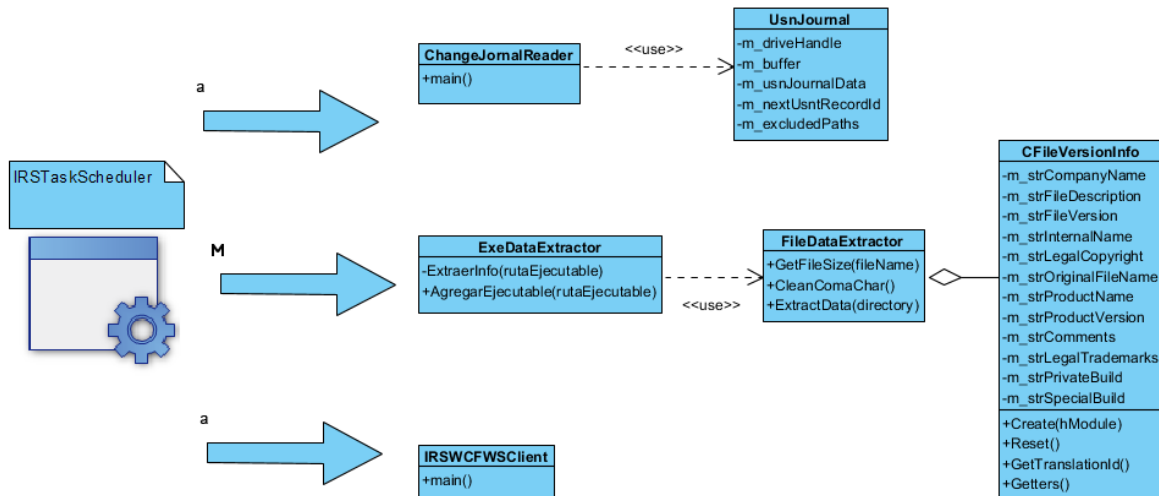 a
ChangeJornalReader
+main()
<<use>>
UsnJournal
-m_driveHandle
-m_buffer
-m_usnJournalData
-m_nextUsntRecordId
-m_excludedPaths
IRSTaskScheduler
M
ExeDataExtractor
-ExtraerInfo(rutaEjecutable)
+AgregarEjecutable(rutaEjecutable)
<<use>>
FileDataExtractor
+GetFileSize(fileName)
+CleanComaChar()
+ExtractData(directory)
CFileVersionInfo
-m_strCompanyName
-m_strFileDescription
-m_strFileVersion
-m_strInternalName
-m_strLegalCopyright
-m_strOriginalFileName
-m_strProductName
-m_strProductVersion
-m_strComments
-m_strLegalTrademarks
-m_strPrivateBuild
-m_strSpecialBuild
+Create(hModule)
+Reset()
+GetTranslationId()
+Getters()
a
IRSWCFWSClient
+main()